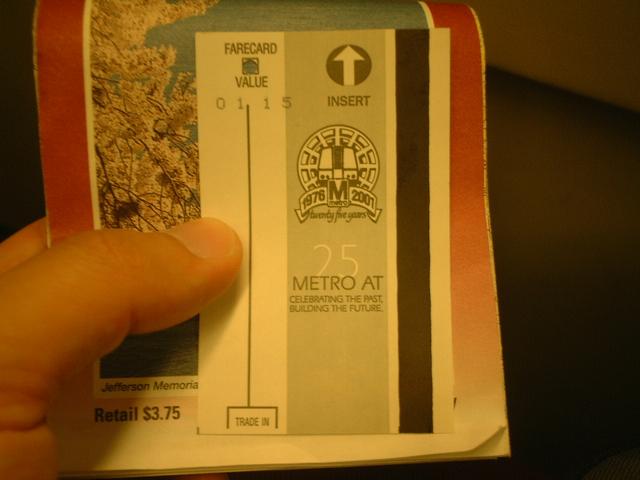 FARECARD
VALUE
01 15
INSERT
1976 M 2001
metro
twenty five years
25
METRO AT
CELEBRATING THE PAST,
BUILDING THE FUTURE.
TRADE IN
Jefferson Memoria
Retail $3.75